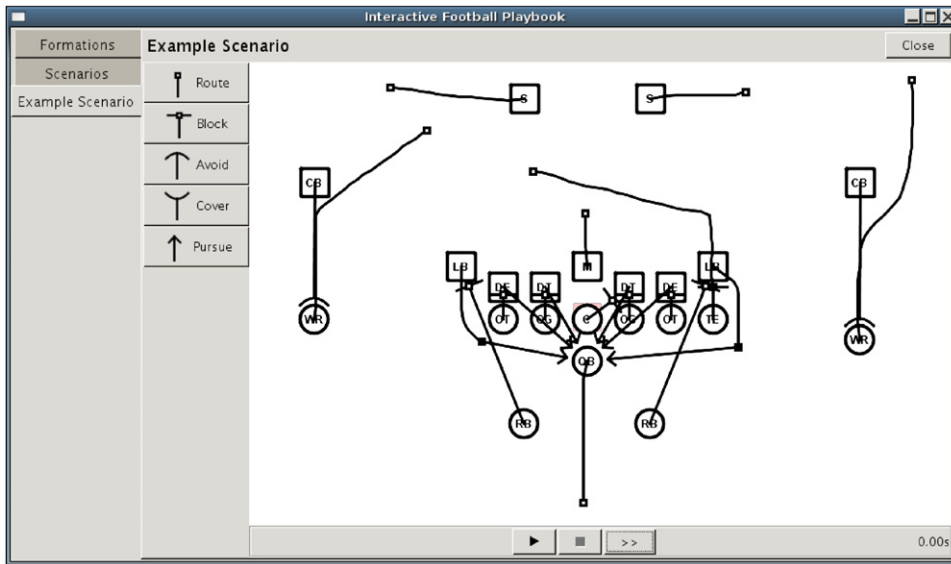 Interactive Football Playbook
Formations
Scenarios
Example Scenario
Example Scenario
Close
Route
Block
Avoid
Cover
Pursue
S S
CB CB
LB M LB
DE DT DT DE
WR OT OG C OG OT TE
WR
QB
RB RB
>>
0.00s